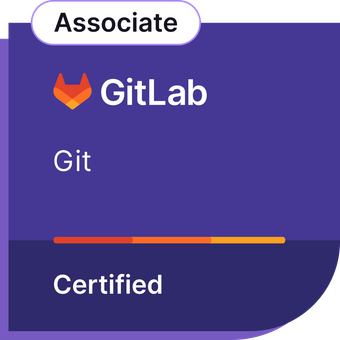 Associate
GitLab
Git
Certified